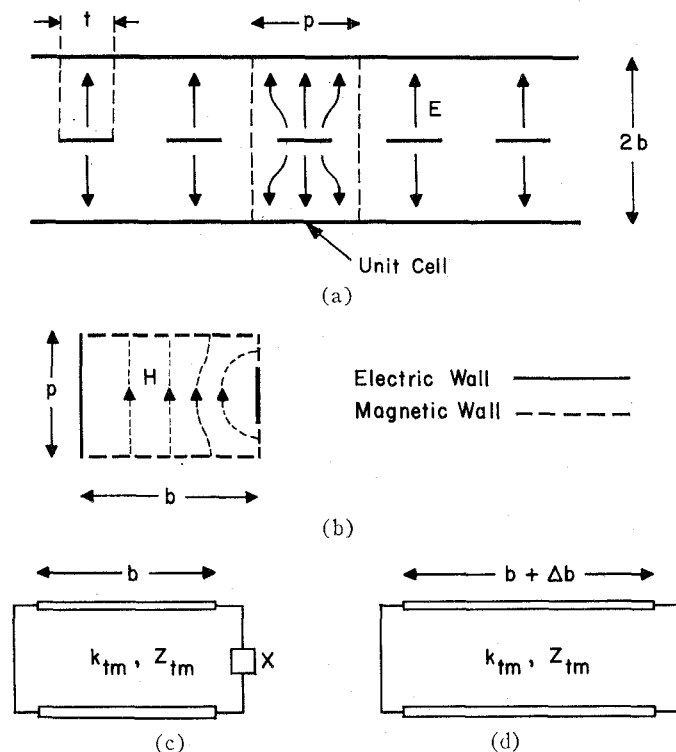 t
p
E
2b
Unit Cell
(a)
p
H
b
Electric Wall
Magnetic Wall
(b)
b
b + Δb
k_tm , Z_tm
X
k_tm , Z_tm
(c)
(d)